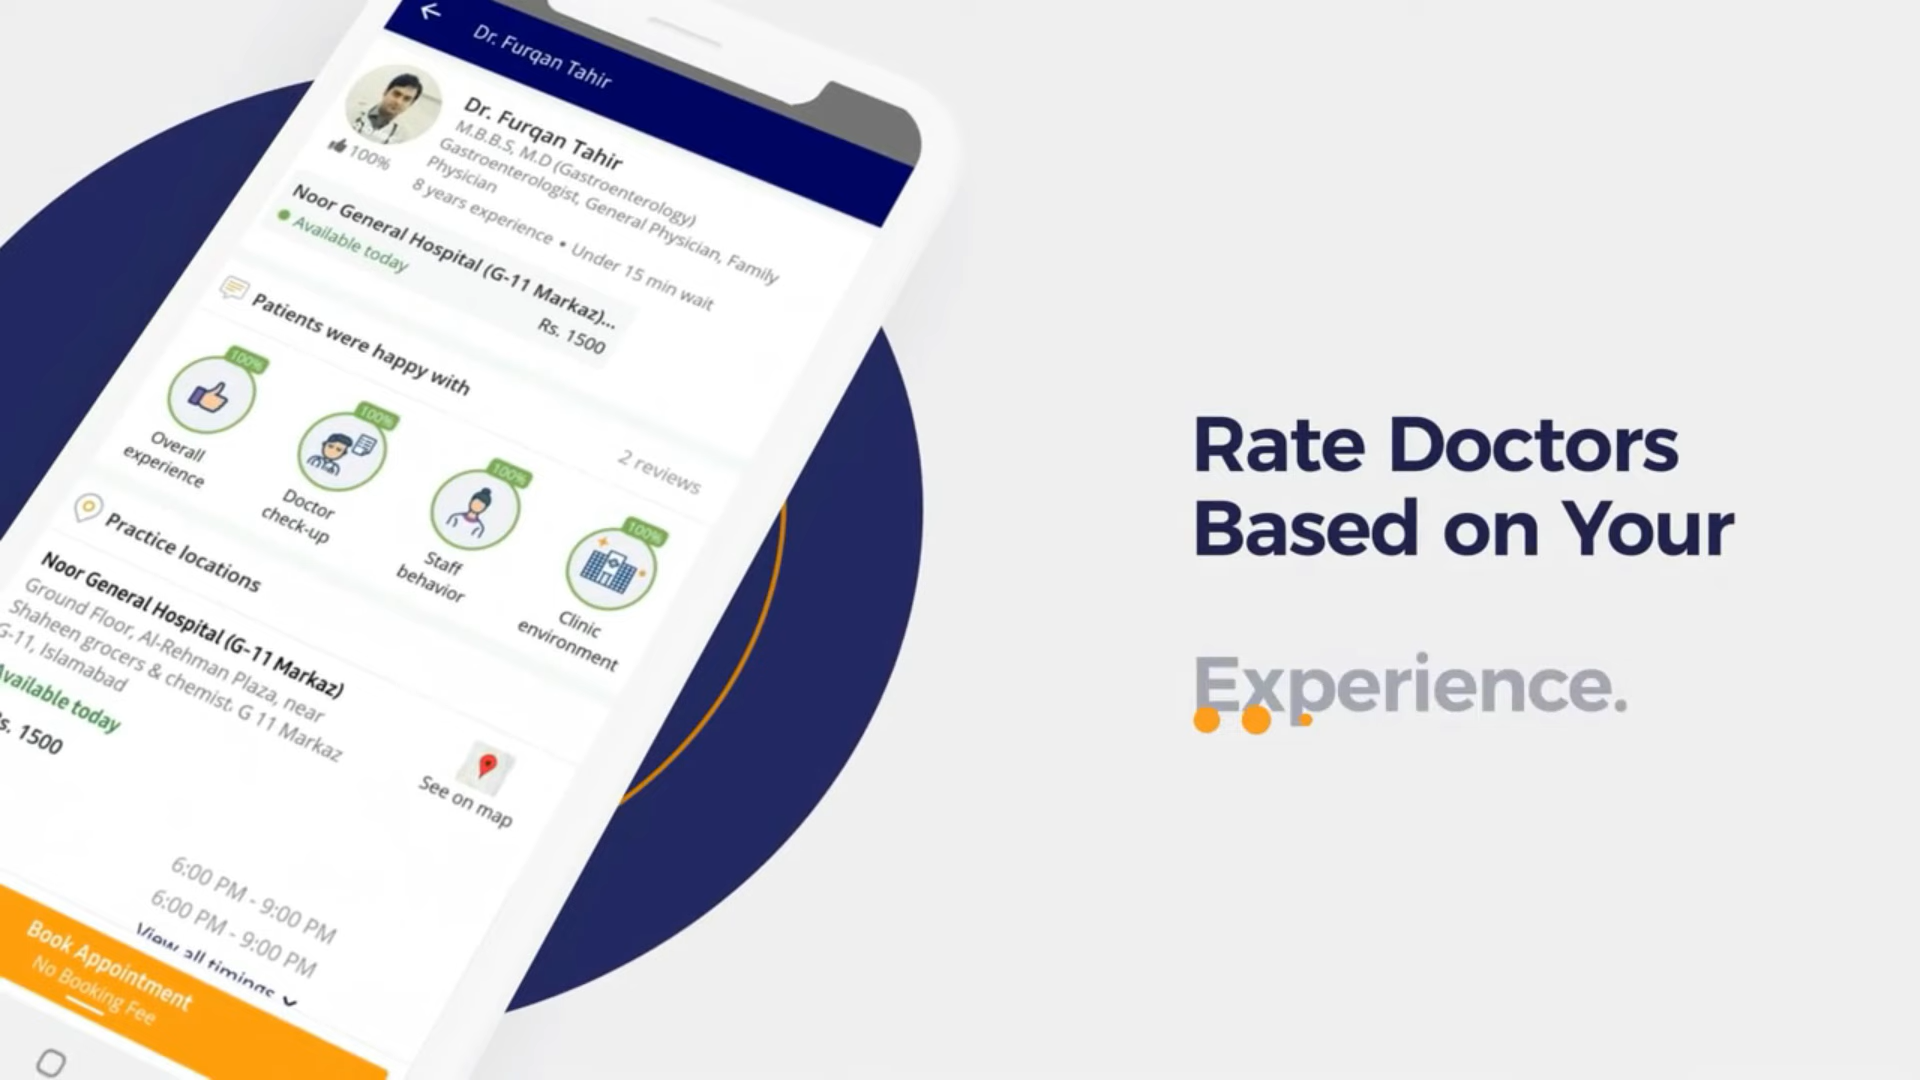 Dr. Furqan Tahir
Dr. Furqan Tahir
M.B.B.S, M.D (Gastroenterology)
Gastroenterologist, General Physician, Family
Physician
8 years experience • Under 15 min wait
100%
Noor General Hospital (G-11 Markaz)...
Available today
Rs. 1500
Patients were happy with
2 reviews
100%
Overall
experience
100%
Doctor
check-up
100%
Staff
behavior
100%
Clinic
environment
Practice locations
Noor General Hospital (G-11 Markaz)
Ground Floor, Al-Rehman Plaza, near
Shaheen grocers & chemist. G 11 Markaz
G-11, Islamabad
Available today
Rs. 1500
See on map
6:00 PM - 9:00 PM
6:00 PM - 9:00 PM
View all timings
Book Appointment
No Booking Fee
Rate Doctors
Based on Your
Experience.